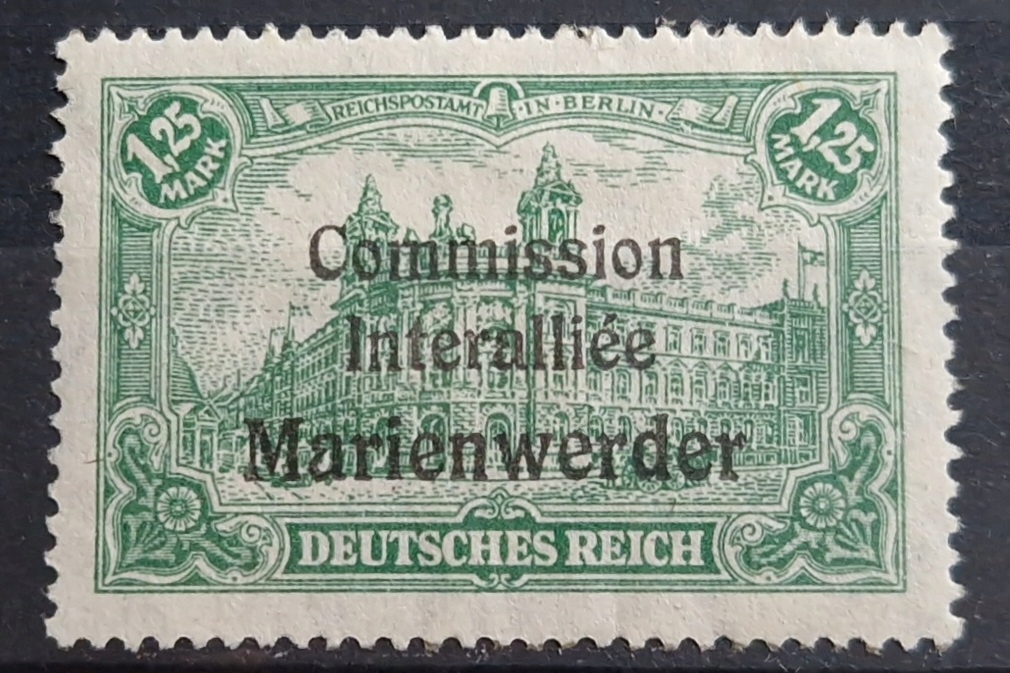 REICHSPOSTAMT · IN · BERLIN ·
1,25 MARK
1,25 MARK
Commission
Interalliée
Marienwerder
DEUTSCHES REICH